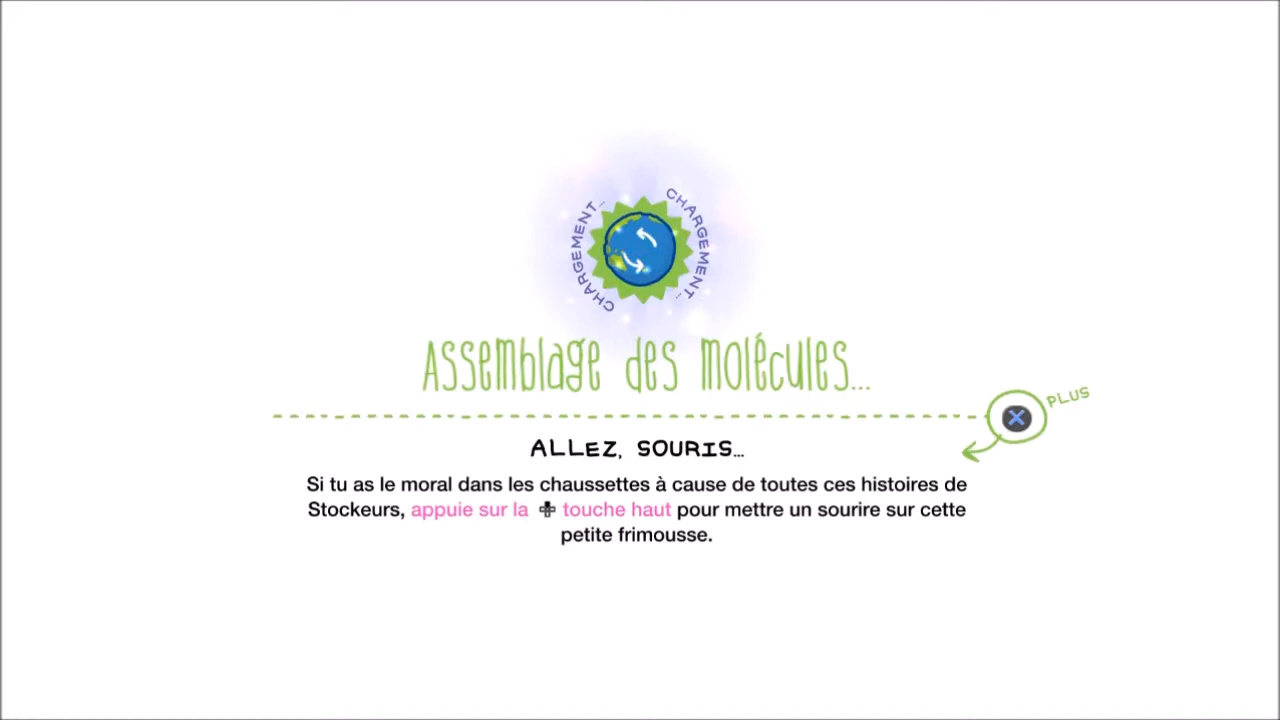 CHARGEMENT...
CHARGEMENT...
Assemblage des molécules...
PLUS
ALLEZ, SOURIS...
Si tu as le moral dans les chaussettes à cause de toutes ces histoires de
Stockeurs, appuie sur la touche haut pour mettre un sourire sur cette
petite frimousse.